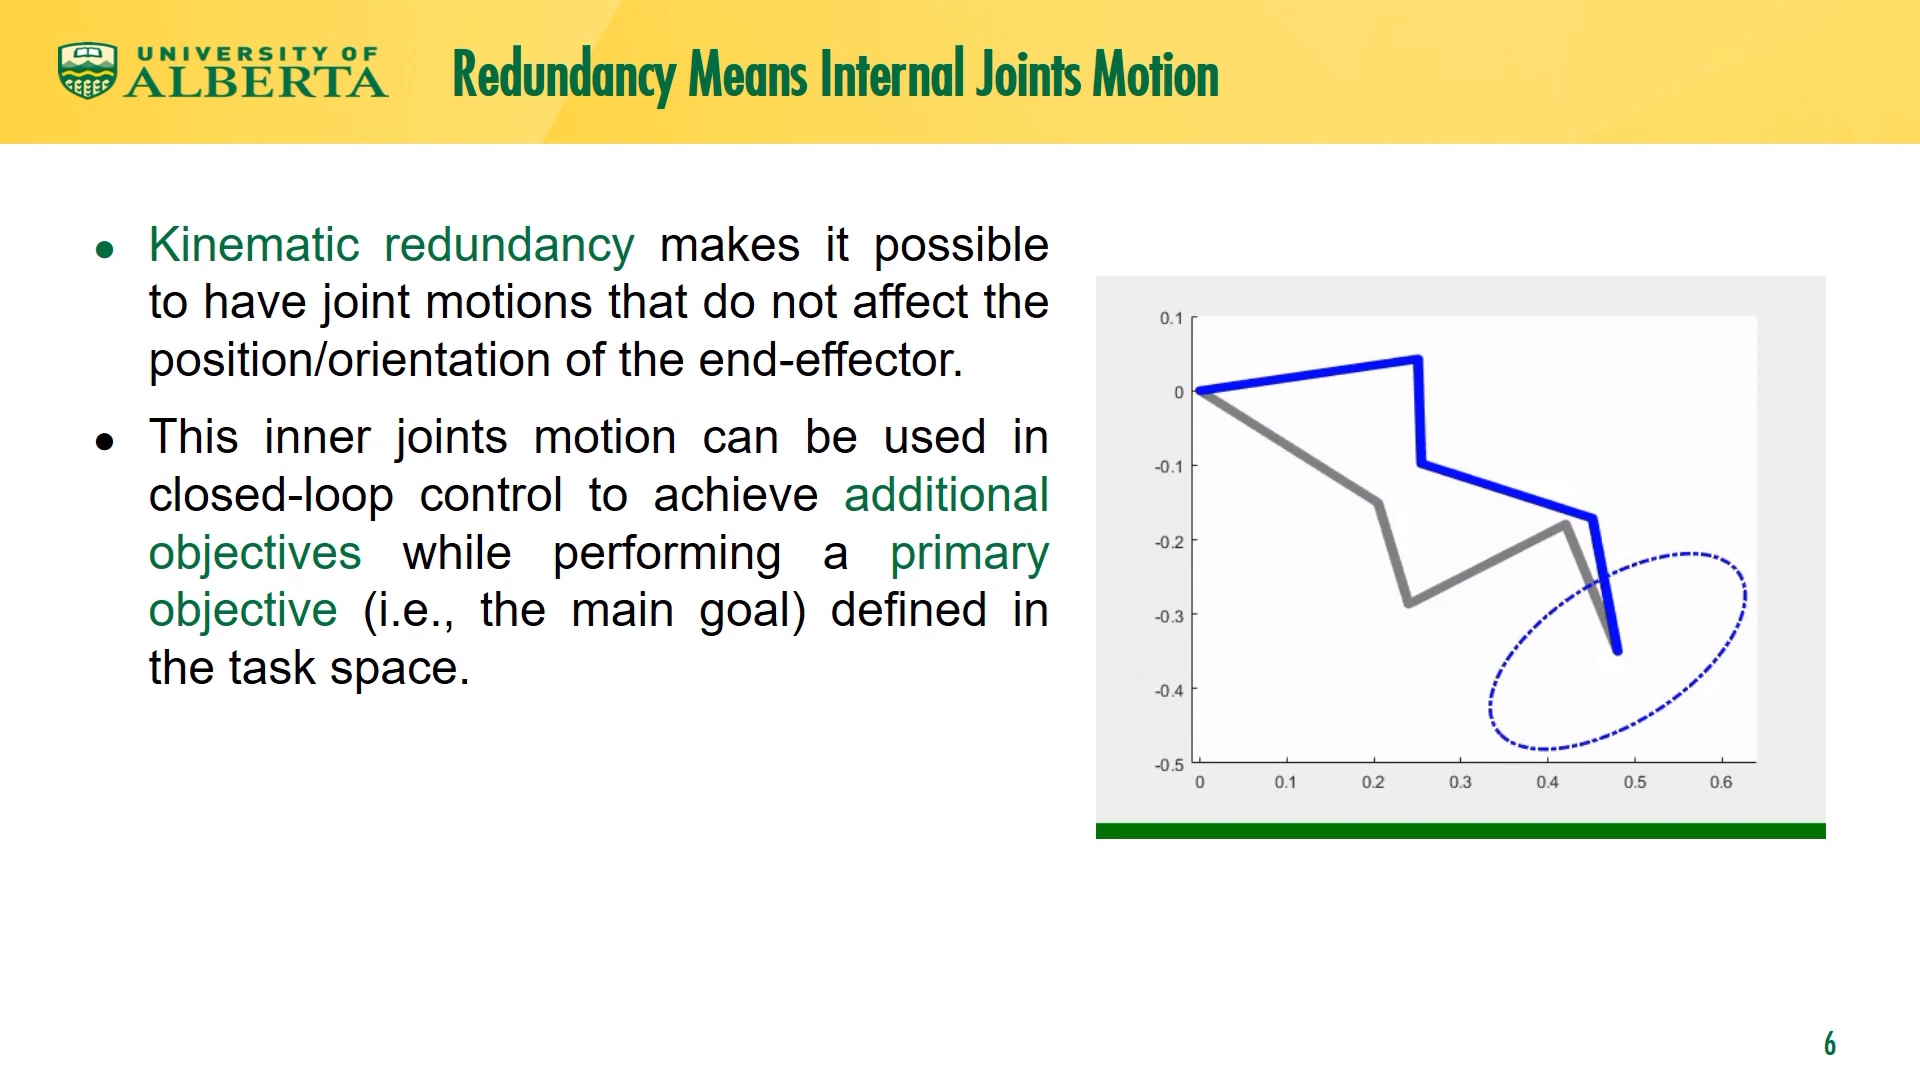 UNIVERSITY OF
ALBERTA
Redundancy Means Internal Joints Motion
● Kinematic redundancy makes it possible
to have joint motions that do not affect the
position/orientation of the end-effector.
● This inner joints motion can be used in
closed-loop control to achieve additional
objectives while performing a primary
objective (i.e., the main goal) defined in
the task space.
0.1
0
-0.1
-0.2
-0.3
-0.4
-0.5
0 0.1 0.2 0.3 0.4 0.5 0.6
6